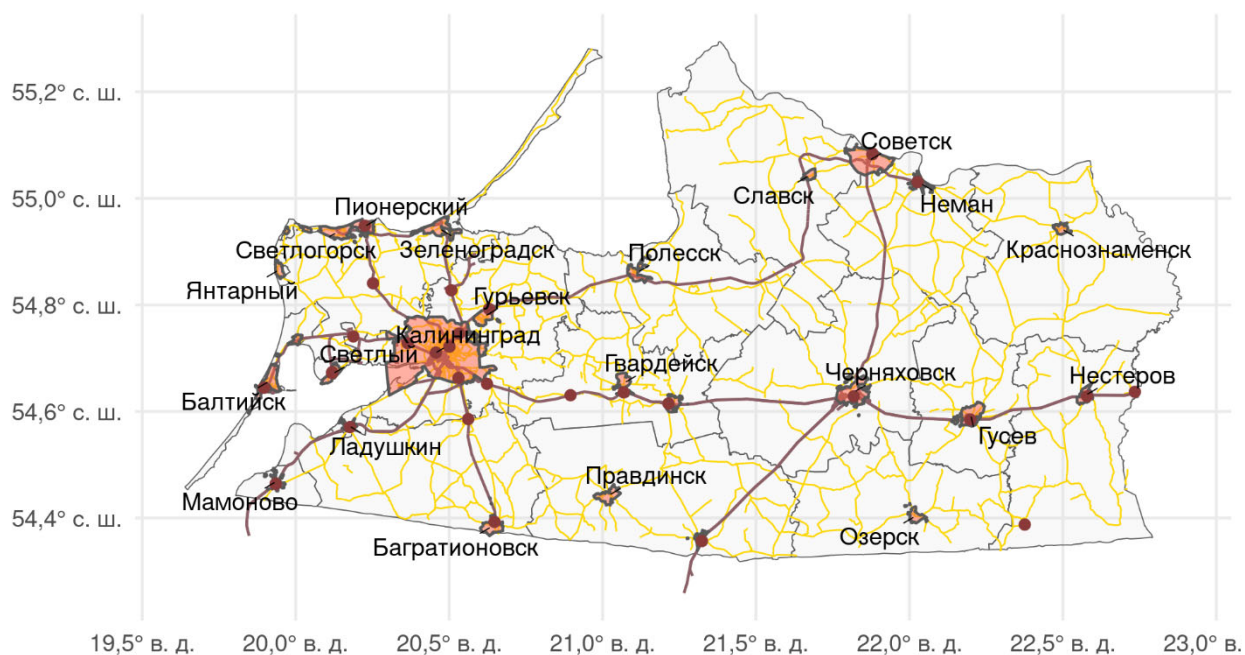 55,2° с. ш.
Советск
55,0° с. ш.
Славск
Неман
Пионерский
Светлогорск
Зеленоградск
Полесск
Краснознаменск
54,8° с. ш.
Янтарный
Гурьевск
Калининград
Светлый
Гвардейск
Черняховск
Нестеров
54,6° с. ш.
Балтийск
Ладушкин
Гусев
Правдинск
54,4° с. ш.
Мамоново
Багратионовск
Озерск
19,5° в. д.
20,0° в. д.
20,5° в. д.
21,0° в. д.
21,5° в. д.
22,0° в. д.
22,5° в. д.
23,0° в.